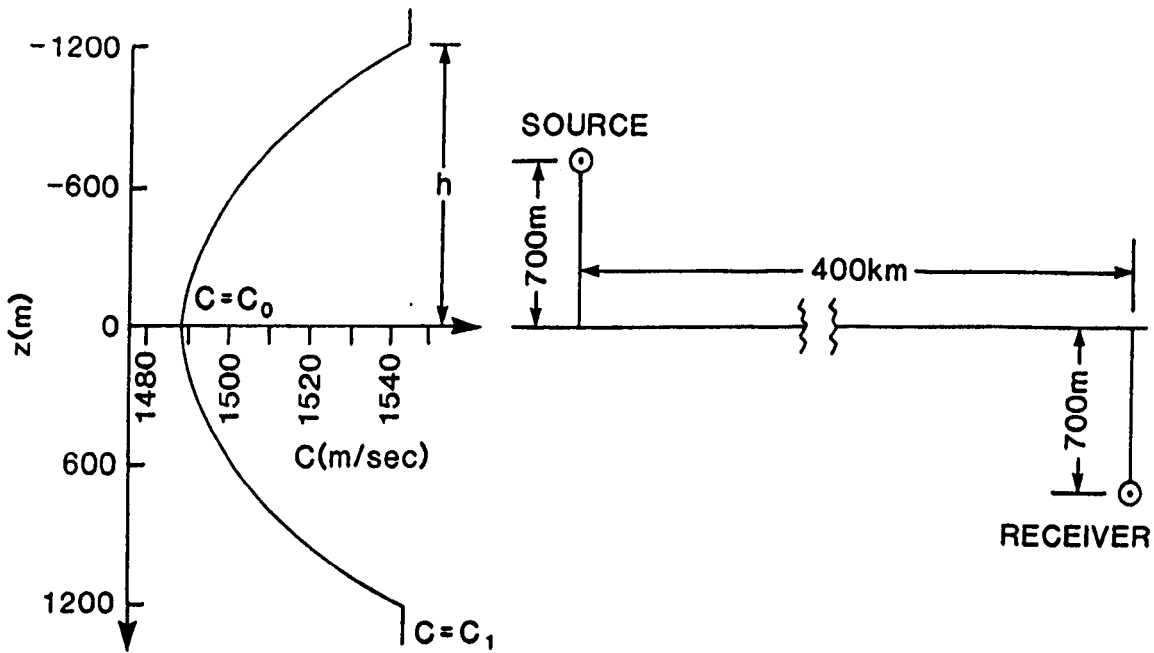 z(m)
-1200
-600
0
600
1200
h
C=C₀
1480
1500
1520
1540
C(m/sec)
C=C₁
SOURCE
700m
400km
700m
RECEIVER